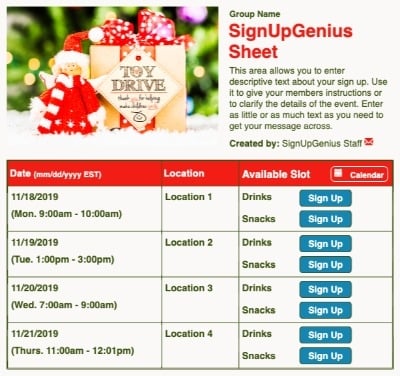 Group Name
SignUpGenius
Sheet
This area allows you to enter
descriptive text about your sign up. Use
it to give your members instructions or
to clarify the details of the event. Enter
as little or as much text as you need to
get your message across.
Created by: SignUpGenius Staff
TOY
DRIVE
thank you for helping
make children
Date (mm/dd/yyyy EST) Location Available Slot Calendar
11/18/2019 Location 1 Drinks Sign Up
(Mon. 9:00am - 10:00am) Snacks Sign Up
11/19/2019 Location 2 Drinks Sign Up
(Tue. 1:00pm - 3:00pm) Snacks Sign Up
11/20/2019 Location 3 Drinks Sign Up
(Wed. 7:00am - 9:00am) Snacks Sign Up
11/21/2019 Location 4 Drinks Sign Up
(Thurs. 11:00am - 12:01pm) Snacks Sign Up